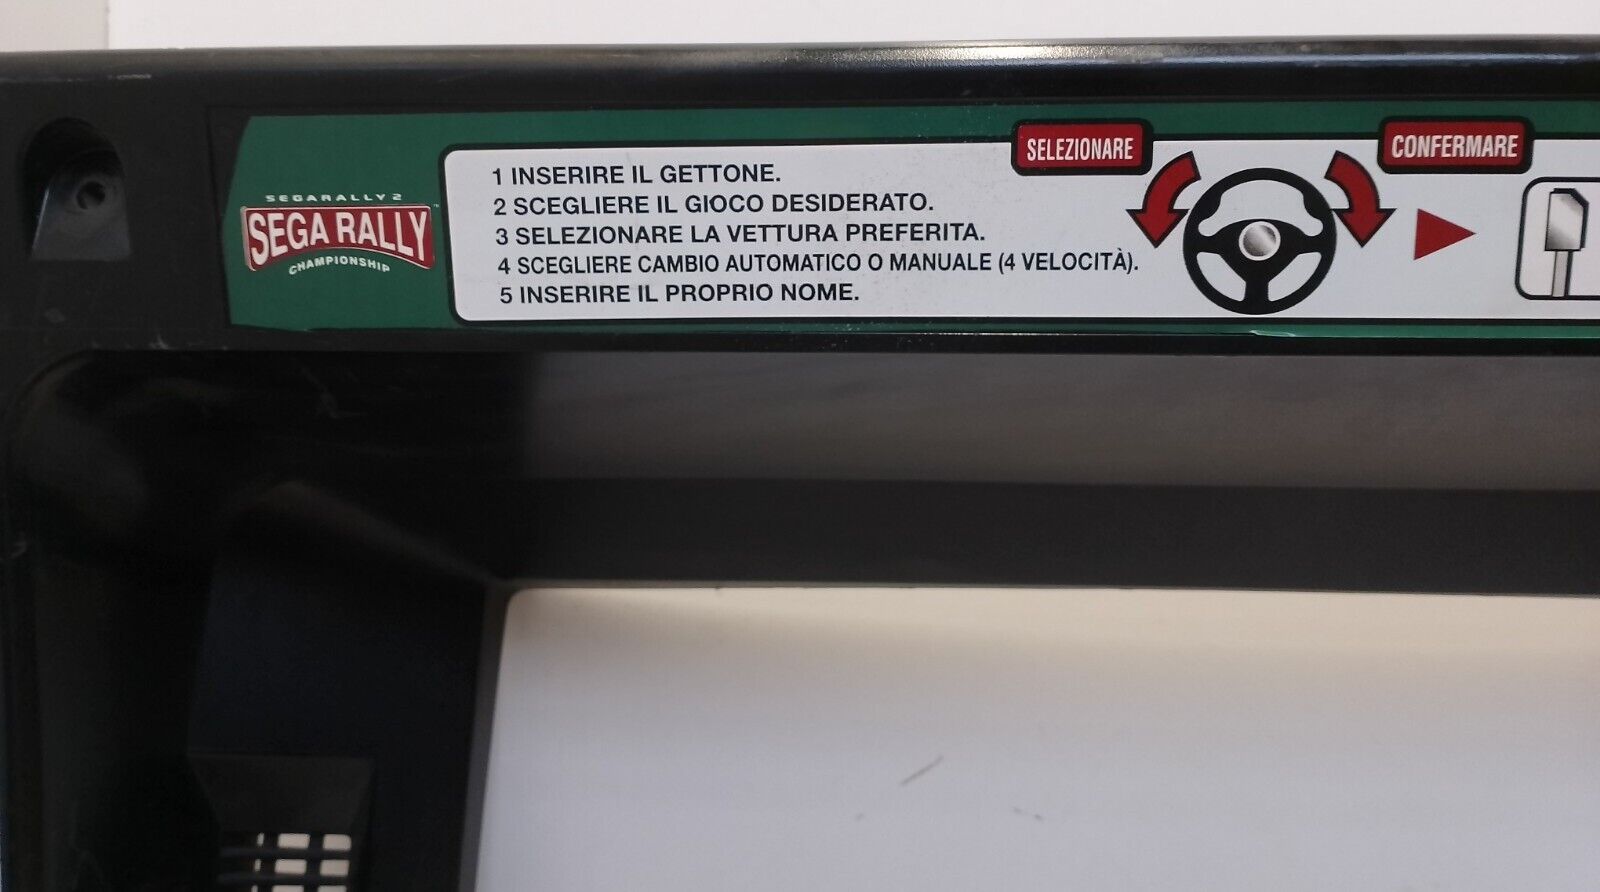 SEGARALLY 2
SEGA RALLY™
CHAMPIONSHIP
1 INSERIRE IL GETTONE.
2 SCEGLIERE IL GIOCO DESIDERATO.
3 SELEZIONARE LA VETTURA PREFERITA.
4 SCEGLIERE CAMBIO AUTOMATICO O MANUALE (4 VELOCITÀ).
5 INSERIRE IL PROPRIO NOME.
SELEZIONARE
CONFERMARE